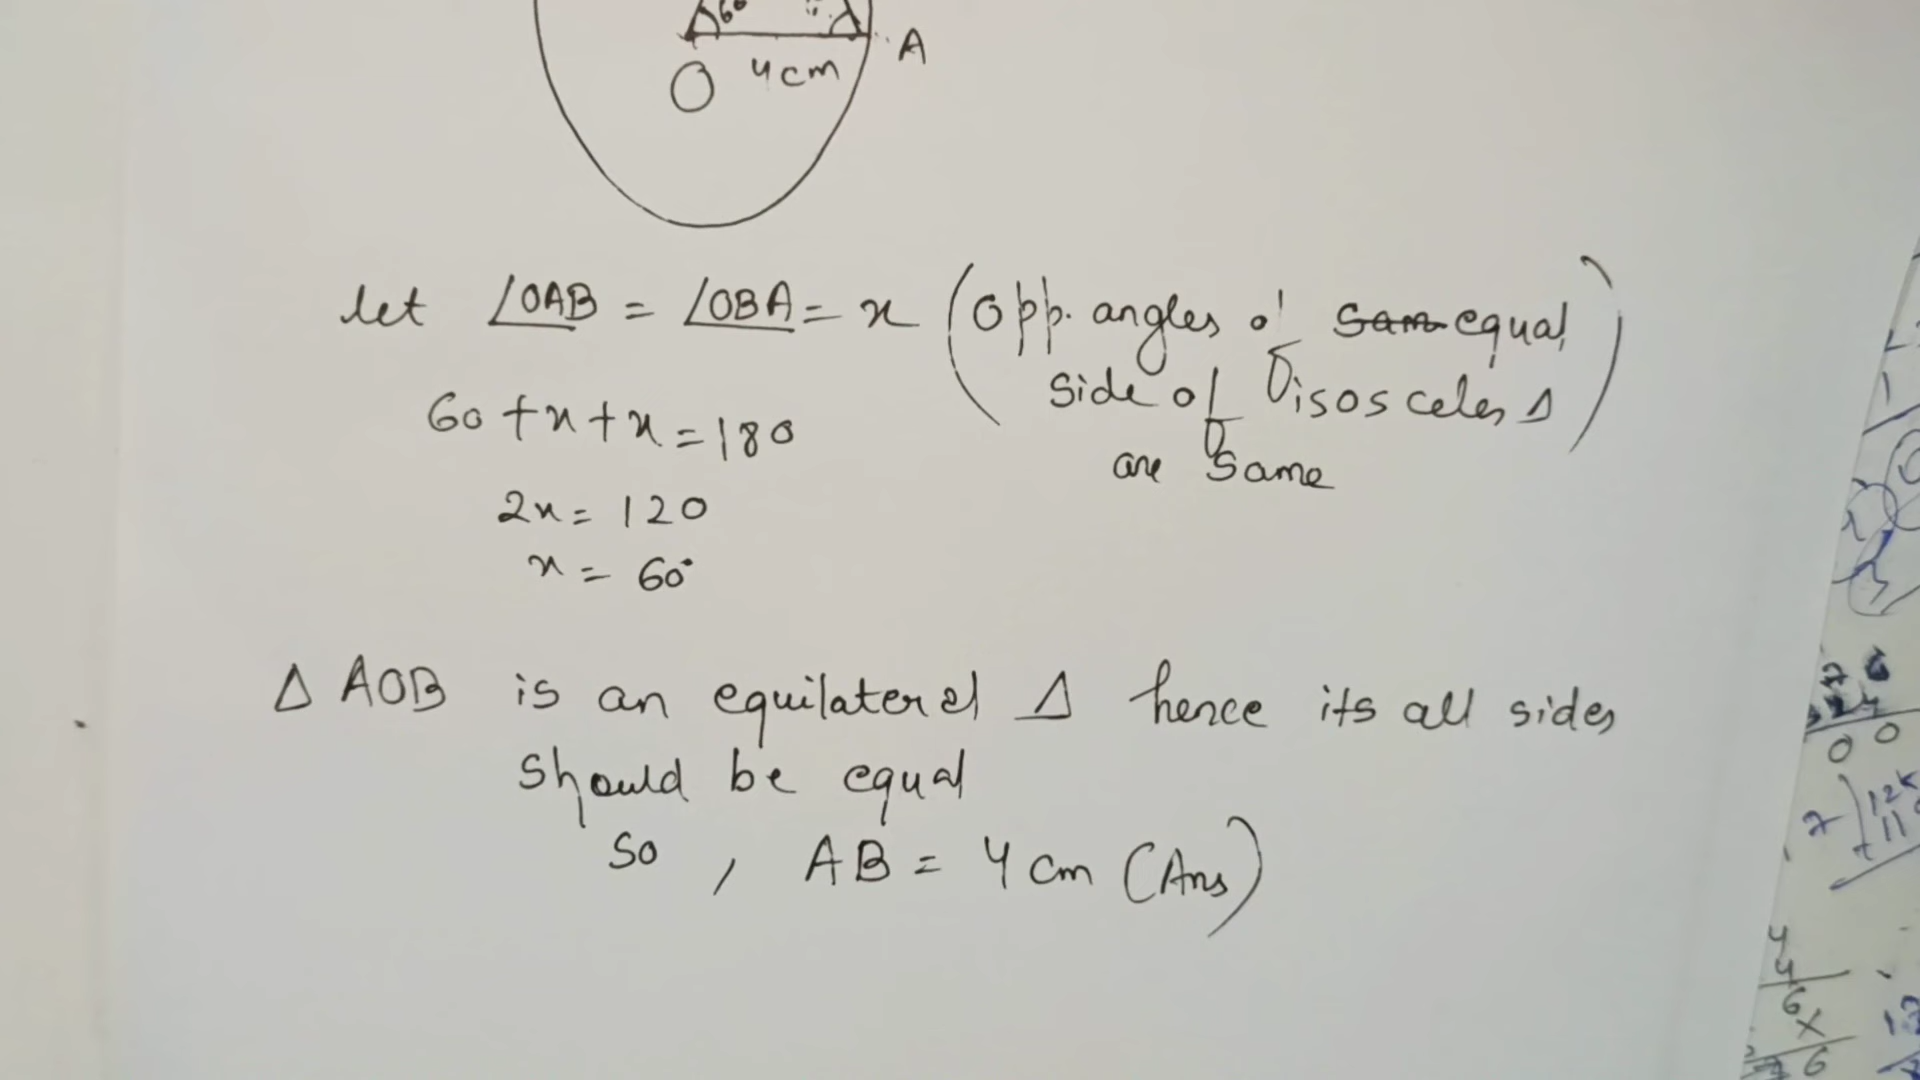 60
A
O 4cm
let ∠OAB = ∠OBA = x (Opp. angles of equal
side of isosceles Δ
are same)
60 + x + x = 180
2x = 120
x = 60°
Δ AOB is an equilateral Δ hence its all sides
should be equal
so, AB = 4 cm (Ans)